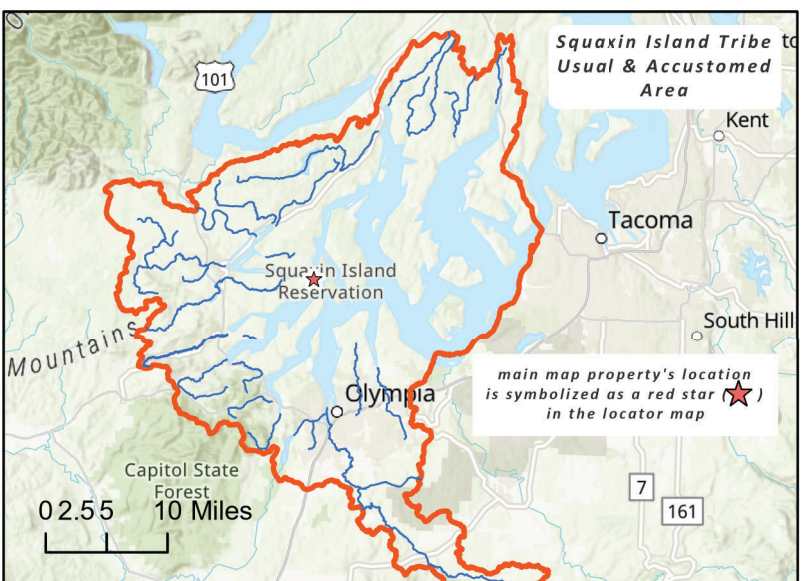 Squaxin Island Tribe
Usual & Accustomed
Area
101
Kent
Tacoma
Squaxin Island
Reservation
South Hill
Mountains
main map property's location
is symbolized as a red star ( )
in the locator map
Olympia
Capitol State
Forest
7
161
0 2.5 5 10 Miles